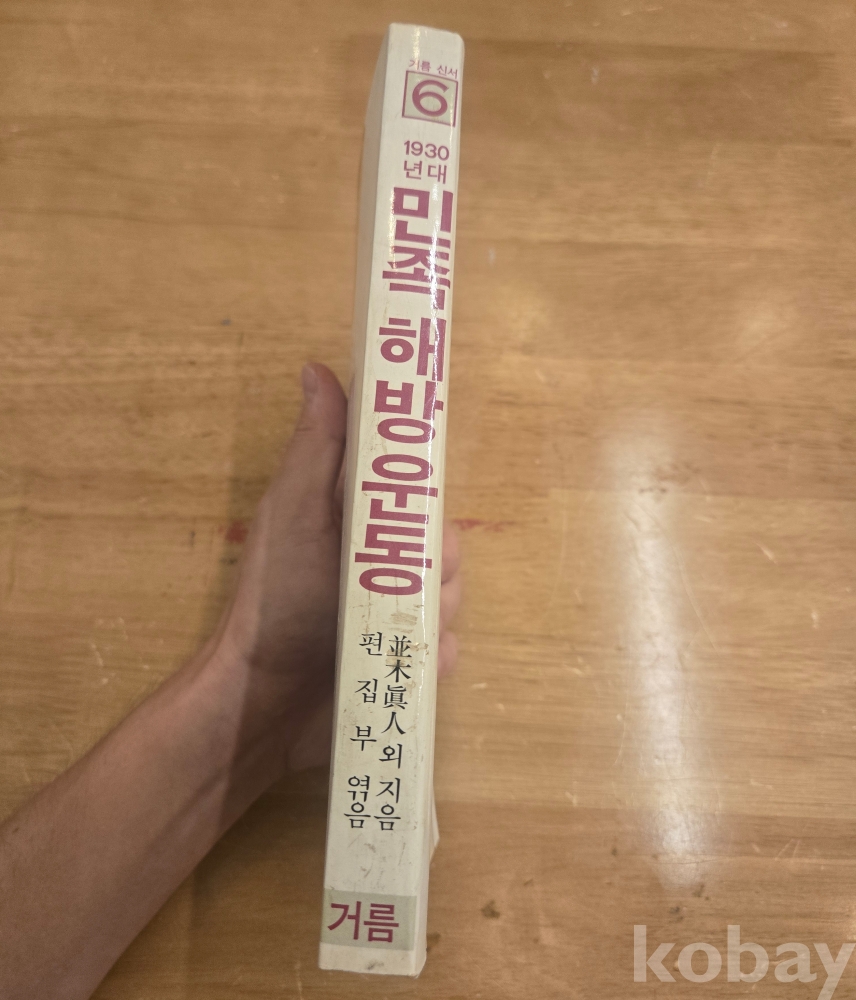 거름 신서
6
1930
년대
민족 해방운동
並木眞人 외 지음
편집부 엮음
거름
kobay